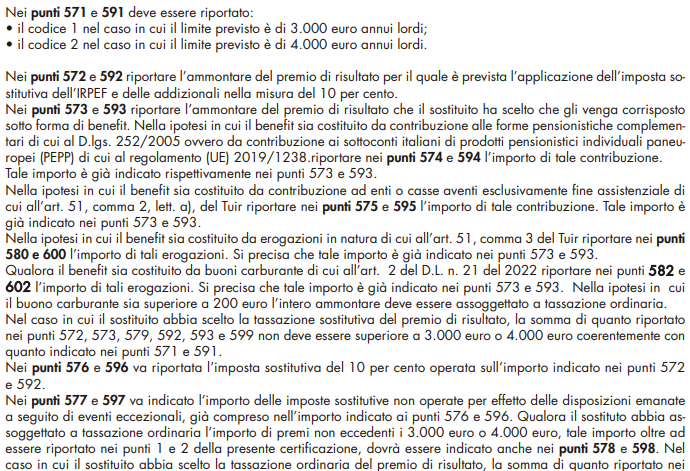 Nei punti 571 e 591 deve essere riportato:
• il codice 1 nel caso in cui il limite previsto è di 3.000 euro annui lordi;
• il codice 2 nel caso in cui il limite previsto è di 4.000 euro annui lordi.
Nei punti 572 e 592 riportare l'ammontare del premio di risultato per il quale è prevista l'applicazione dell'imposta so-
stitutiva dell'IRPEF e delle addizionali nella misura del 10 per cento.
Nei punti 573 e 593 riportare l'ammontare del premio di risultato che il sostituito ha scelto che gli venga corrisposto
sotto forma di benefit. Nella ipotesi in cui il benefit sia costituito da contribuzione alle forme pensionistiche complemen-
tari di cui al D.lgs. 252/2005 ovvero da contribuzione ai sottoconti italiani di prodotti pensionistici individuali paneu-
ropei (PEPP) di cui al regolamento (UE) 2019/1238.riportare nei punti 574 e 594 l'importo di tale contribuzione.
Tale importo è già indicato rispettivamente nei punti 573 e 593.
Nella ipotesi in cui il benefit sia costituito da contribuzione ad enti o casse aventi esclusivamente fine assistenziale di
cui all'art. 51, comma 2, lett. a), del Tuir riportare nei punti 575 e 595 l'importo di tale contribuzione. Tale importo è
già indicato nei punti 573 e 593.
Nella ipotesi in cui il benefit sia costituito da erogazioni in natura di cui all'art. 51, comma 3 del Tuir riportare nei punti
580 e 600 l'importo di tali erogazioni. Si precisa che tale importo è già indicato nei punti 573 e 593.
Qualora il benefit sia costituito da buoni carburante di cui all'art. 2 del D.L. n. 21 del 2022 riportare nei punti 582 e
602 l'importo di tali erogazioni. Si precisa che tale importo è già indicato nei punti 573 e 593. Nella ipotesi in cui
il buono carburante sia superiore a 200 euro l'intero ammontare deve essere assoggettato a tassazione ordinaria.
Nel caso in cui il sostituito abbia scelto la tassazione sostitutiva del premio di risultato, la somma di quanto riportato
nei punti 572, 573, 579, 592, 593 e 599 non deve essere superiore a 3.000 euro o 4.000 euro coerentemente con
quanto indicato nei punti 571 e 591.
Nei punti 576 e 596 va riportata l'imposta sostitutiva del 10 per cento operata sull'importo indicato nei punti 572
e 592.
Nei punti 577 e 597 va indicato l'importo delle imposte sostitutive non operate per effetto delle disposizioni emanate
a seguito di eventi eccezionali, già compreso nell'importo indicato ai punti 576 e 596. Qualora il sostituto abbia as-
soggettato a tassazione ordinaria l'importo di premi non eccedenti i 3.000 euro o 4.000 euro, tale importo oltre ad
essere riportato nei punti 1 e 2 della presente certificazione, dovrà essere indicato anche nei punti 578 e 598. Nel
caso in cui il sostituito abbia scelto la tassazione ordinaria del premio di risultato, la somma di quanto riportato nei